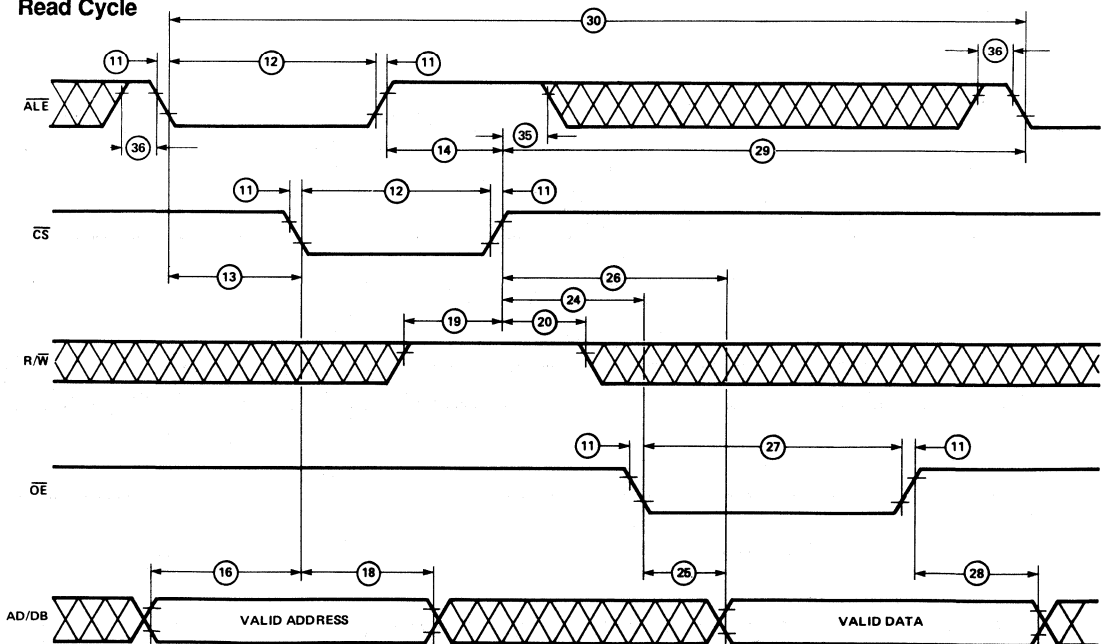 Read Cycle
30
11 12 11 36
ALE
36 14 35 29
11 12 11
CS
13 26
24
19 20
R/W
11 27 11
OE
16 18 25 28
AD/DB VALID ADDRESS VALID DATA